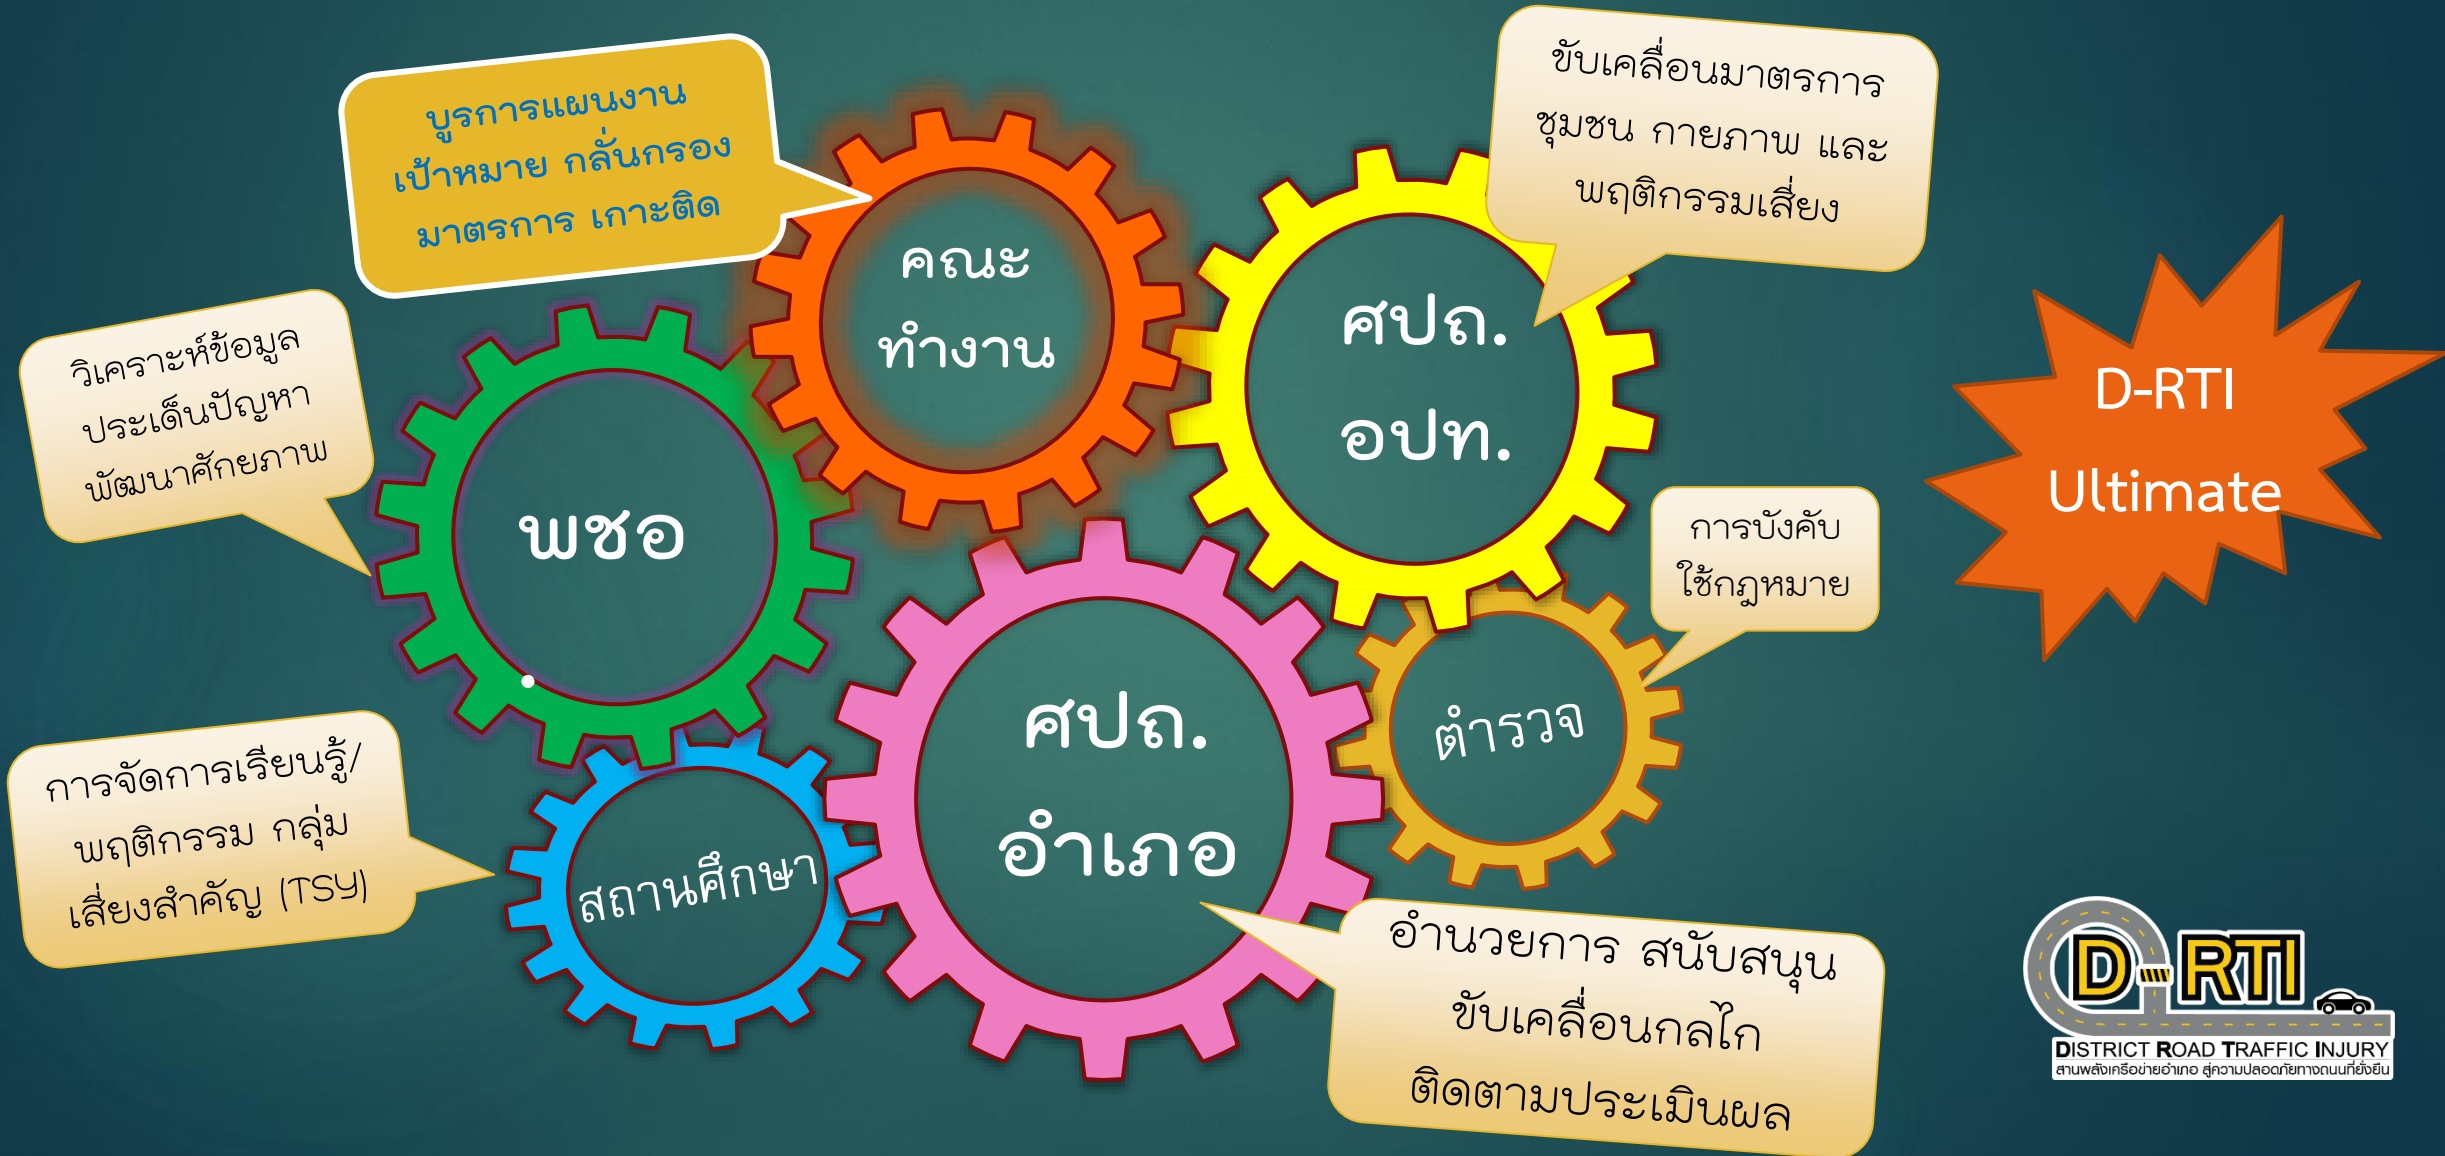 บูรการแผนงาน
เป้าหมาย กลั่นกรอง
มาตรการ เกาะติด
ขับเคลื่อนมาตรการ
ชุมชน กายภาพ และ
พฤติกรรมเสี่ยง
วิเคราะห์ข้อมูล
ประเด็นปัญหา
พัฒนาศักยภาพ
คณะ
ทำงาน
ศปถ.
อปท.
D-RTI
Ultimate
พชอ
.
การบังคับ
ใช้กฎหมาย
การจัดการเรียนรู้/
พฤติกรรม กลุ่ม
เสี่ยงสำคัญ (TSY)
สถานศึกษา
ศปถ.
อำเภอ
ตำรวจ
อำนวยการ สนับสนุน
ขับเคลื่อนกลไก
ติดตามประเมินผล
D-RTI
DISTRICT ROAD TRAFFIC INJURY
สานพลังเครือข่ายอำเภอ สู่ความปลอดภัยทางถนนที่ยั่งยืน